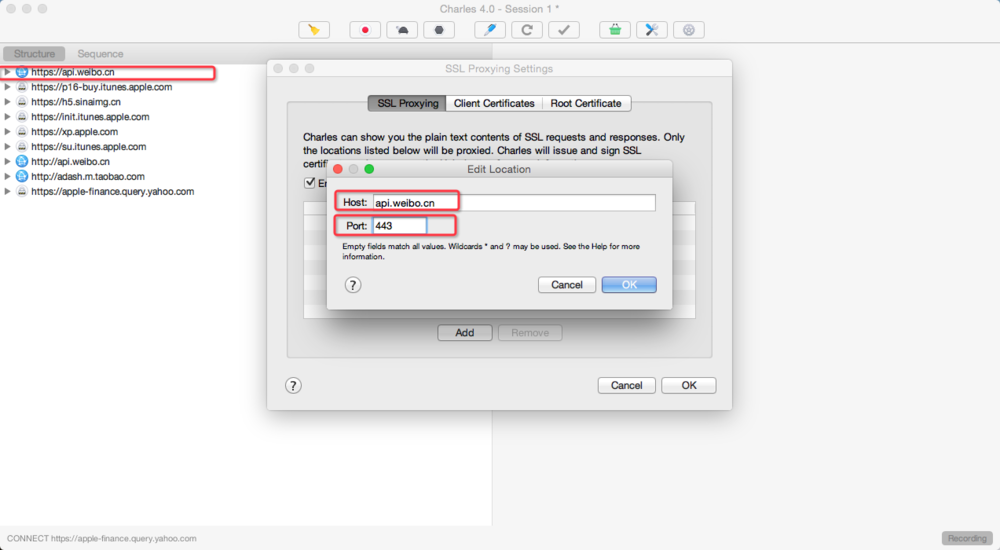 Charles 4.0 - Session 1 *
Structure Sequence
https://api.weibo.cn
https://p16-buy.itunes.apple.com
https://h5.sinaimg.cn
https://init.itunes.apple.com
https://xp.apple.com
https://su.itunes.apple.com
http://api.weibo.cn
http://adash.m.taobao.com
https://apple-finance.query.yahoo.com
SSL Proxying Settings
SSL Proxying Client Certificates Root Certificate
Charles can show you the plain text contents of SSL requests and responses. Only
the locations listed below will be proxied. Charles will issue and sign SSL
Edit Location
Host: api.weibo.cn
Port: 443
Empty fields match all values. Wildcards * and ? may be used. See the Help for more
information.
? Cancel OK
Add Remove
? Cancel OK
CONNECT https://apple-finance.query.yahoo.com
Recording